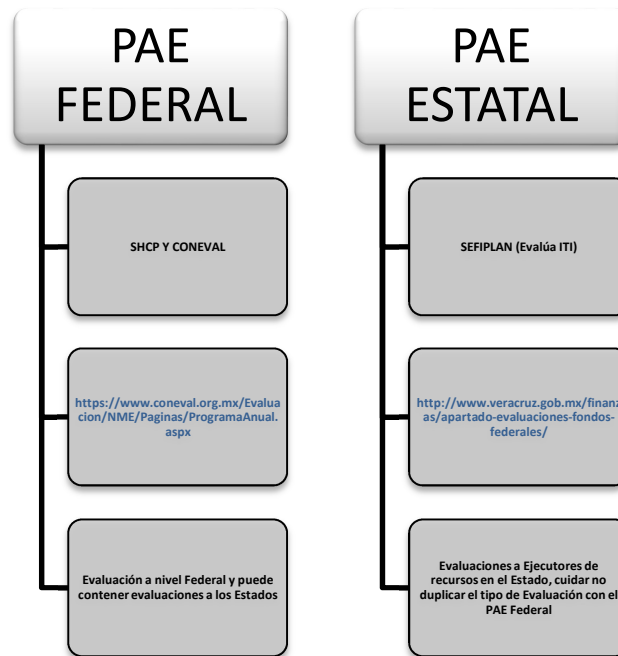 PAE
FEDERAL
SHCP Y CONEVAL
https://www.coneval.org.mx/Evalua
cion/NME/Paginas/ProgramaAnual.
aspx
Evaluación a nivel Federal y puede
contener evaluaciones a los Estados
PAE
ESTATAL
SEFIPLAN (Evalúa ITI)
http://www.veracruz.gob.mx/finanz
as/apartado-evaluaciones-fondos-
federales/
Evaluaciones a Ejecutores de
recursos en el Estado, cuidar no
duplicar el tipo de Evaluación con el
PAE Federal